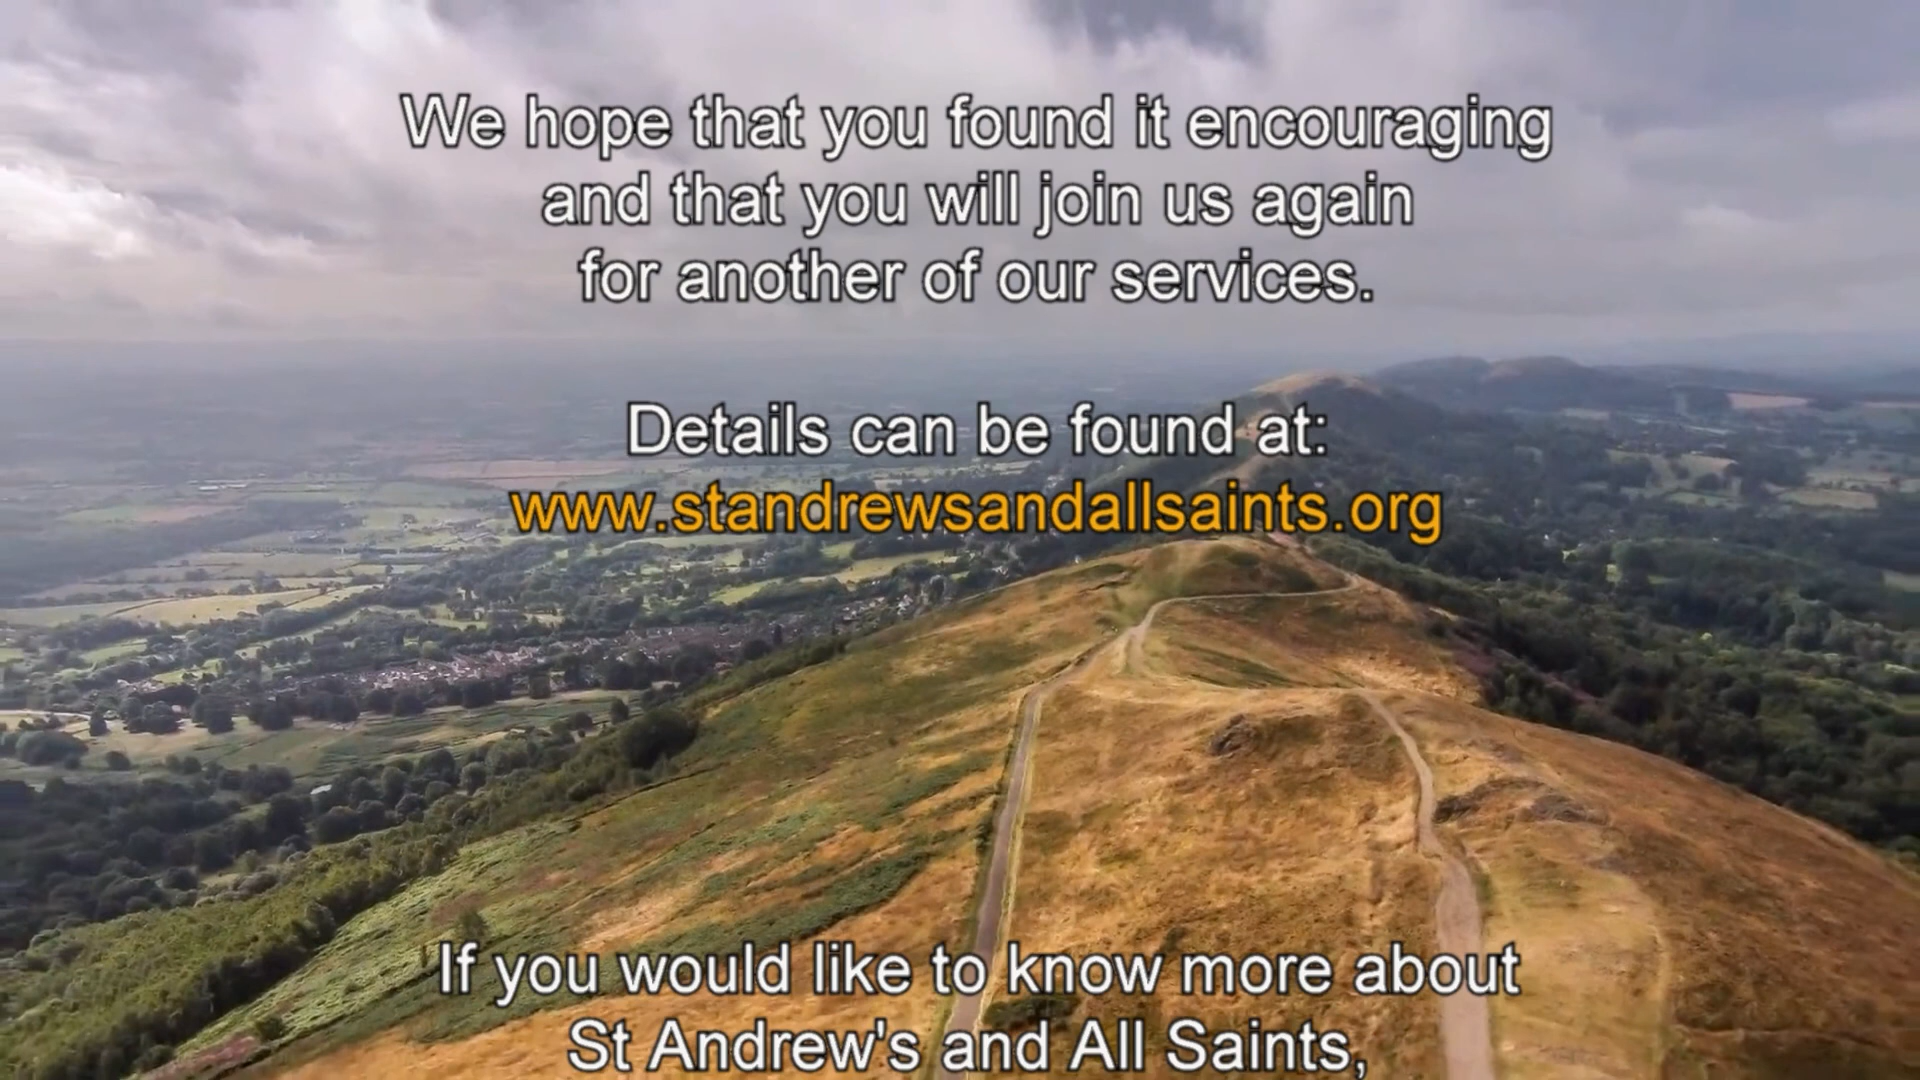 We hope that you found it encouraging
and that you will join us again
for another of our services.
Details can be found at:
www.standrewsandallsaints.org
If you would like to know more about
St Andrew's and All Saints,